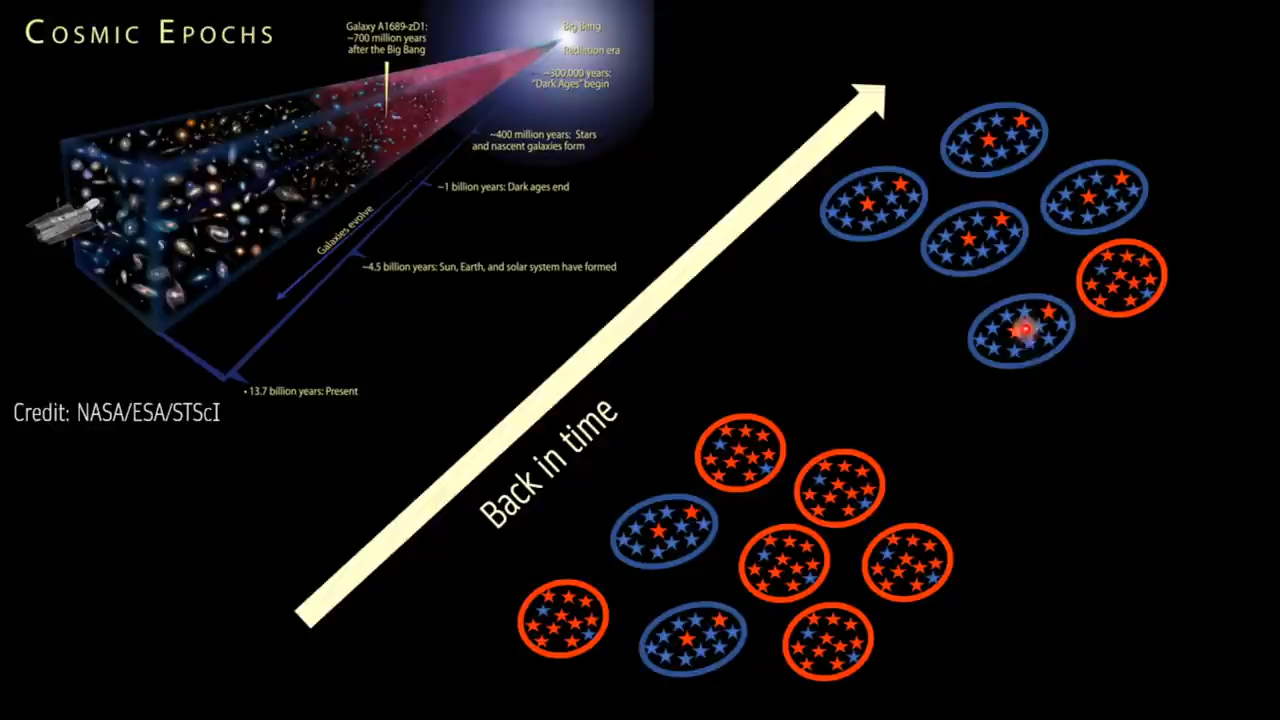 COSMIC EPOCHS
Galaxy A1689-zD1:
~700 million years
after the Big Bang
Big Bang
Radiation era
~300,000 years:
"Dark Ages" begin
~400 million years: Stars
and nascent galaxies form
~1 billion years: Dark ages end
Galaxies evolve
~4.5 billion years: Sun, Earth, and solar system have formed
• 13.7 billion years: Present
Credit: NASA/ESA/STScI
Back in time